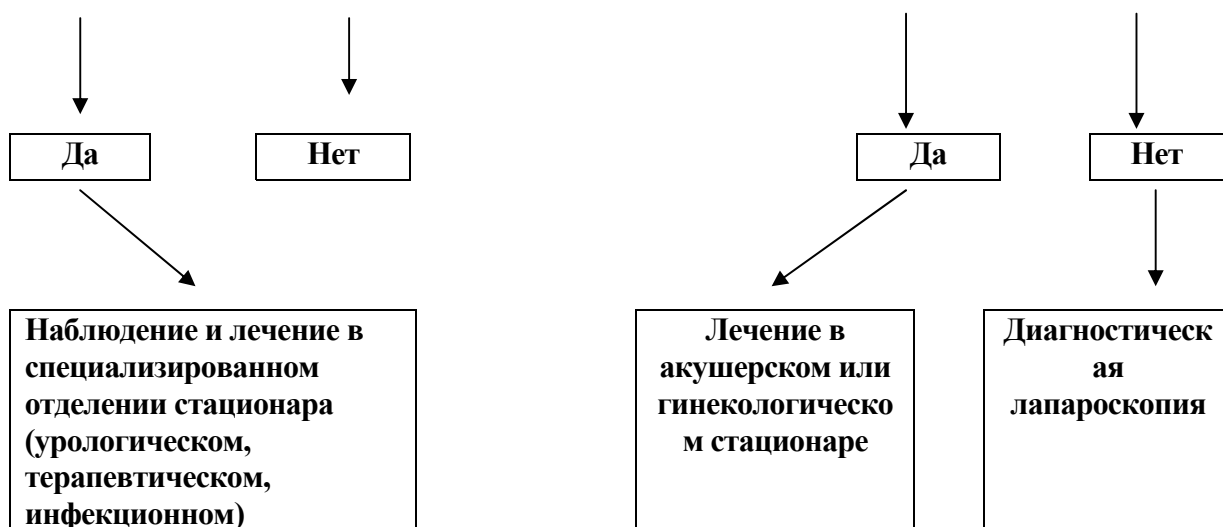 Да
Нет
Да
Нет
Наблюдение и лечение в
специализированном
отделении стационара
(урологическом,
терапевтическом,
инфекционном)
Лечение в
акушерском или
гинекологическо
м стационаре
Диагностическ
ая
лапароскопия